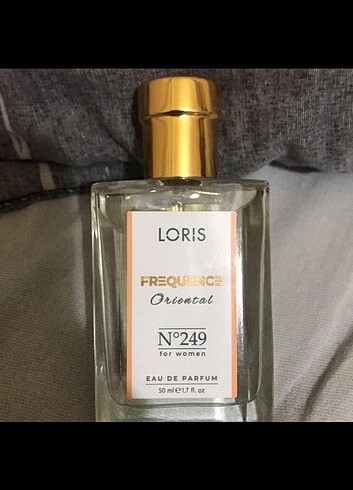 LORIS
FREQUENCE
Oriental
N°249
for women
EAU DE PARFUM
50 ml e 1.7 fl. oz